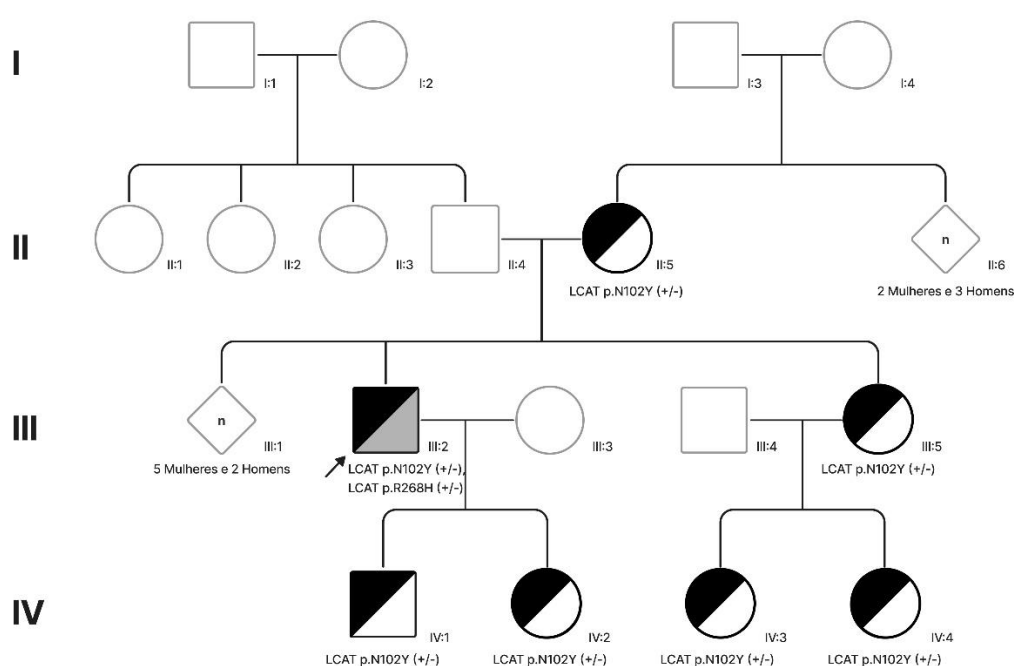 I
I:1
I:2
I:3
I:4
II
II:1
II:2
II:3
II:4
II:5
n
II:6
LCAT p.N102Y (+/-)
2 Mulheres e 3 Homens
III
n
III:1
III:2
III:3
III:4
III:5
5 Mulheres e 2 Homens
LCAT p.N102Y (+/-),
LCAT p.R268H (+/-)
LCAT p.N102Y (+/-)
IV
IV:1
IV:2
IV:3
IV:4
LCAT p.N102Y (+/-)
LCAT p.N102Y (+/-)
LCAT p.N102Y (+/-)
LCAT p.N102Y (+/-)